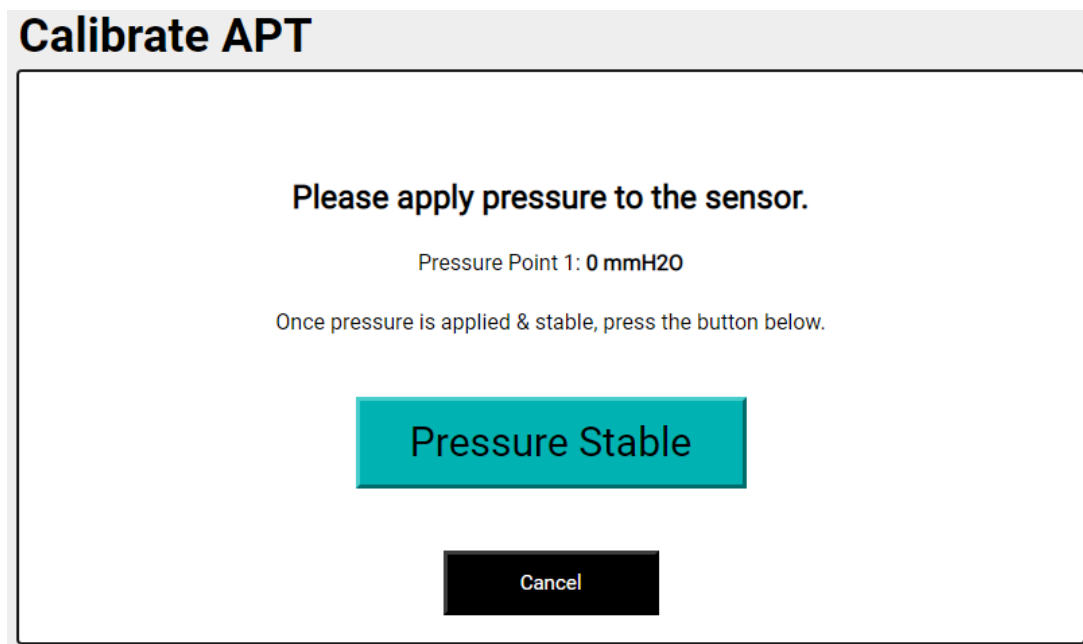 Calibrate APT
Please apply pressure to the sensor.
Pressure Point 1: 0 mmH2O
Once pressure is applied & stable, press the button below.
Pressure Stable
Cancel